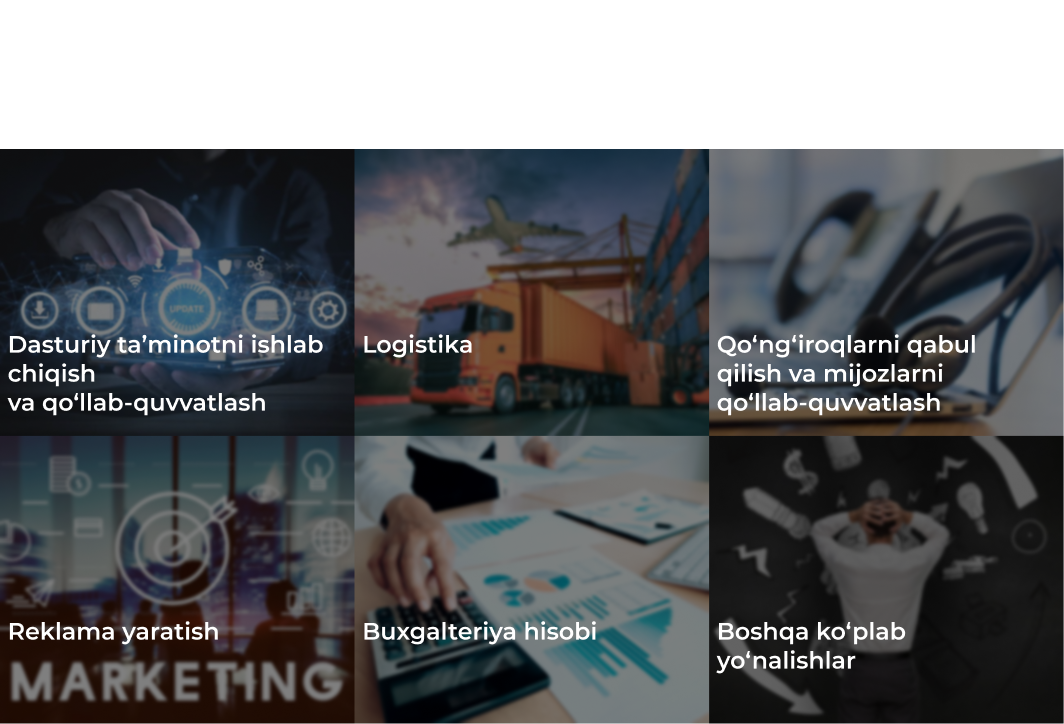 UPDATE
Dasturiy ta’minotni ishlab
chiqish
va qo‘llab-quvvatlash
Logistika
Qo‘ng‘iroqlarni qabul
qilish va mijozlarni
qo‘llab-quvvatlash
Reklama yaratish
MARKETING
Buxgalteriya hisobi
Boshqa ko‘plab
yo‘nalishlar